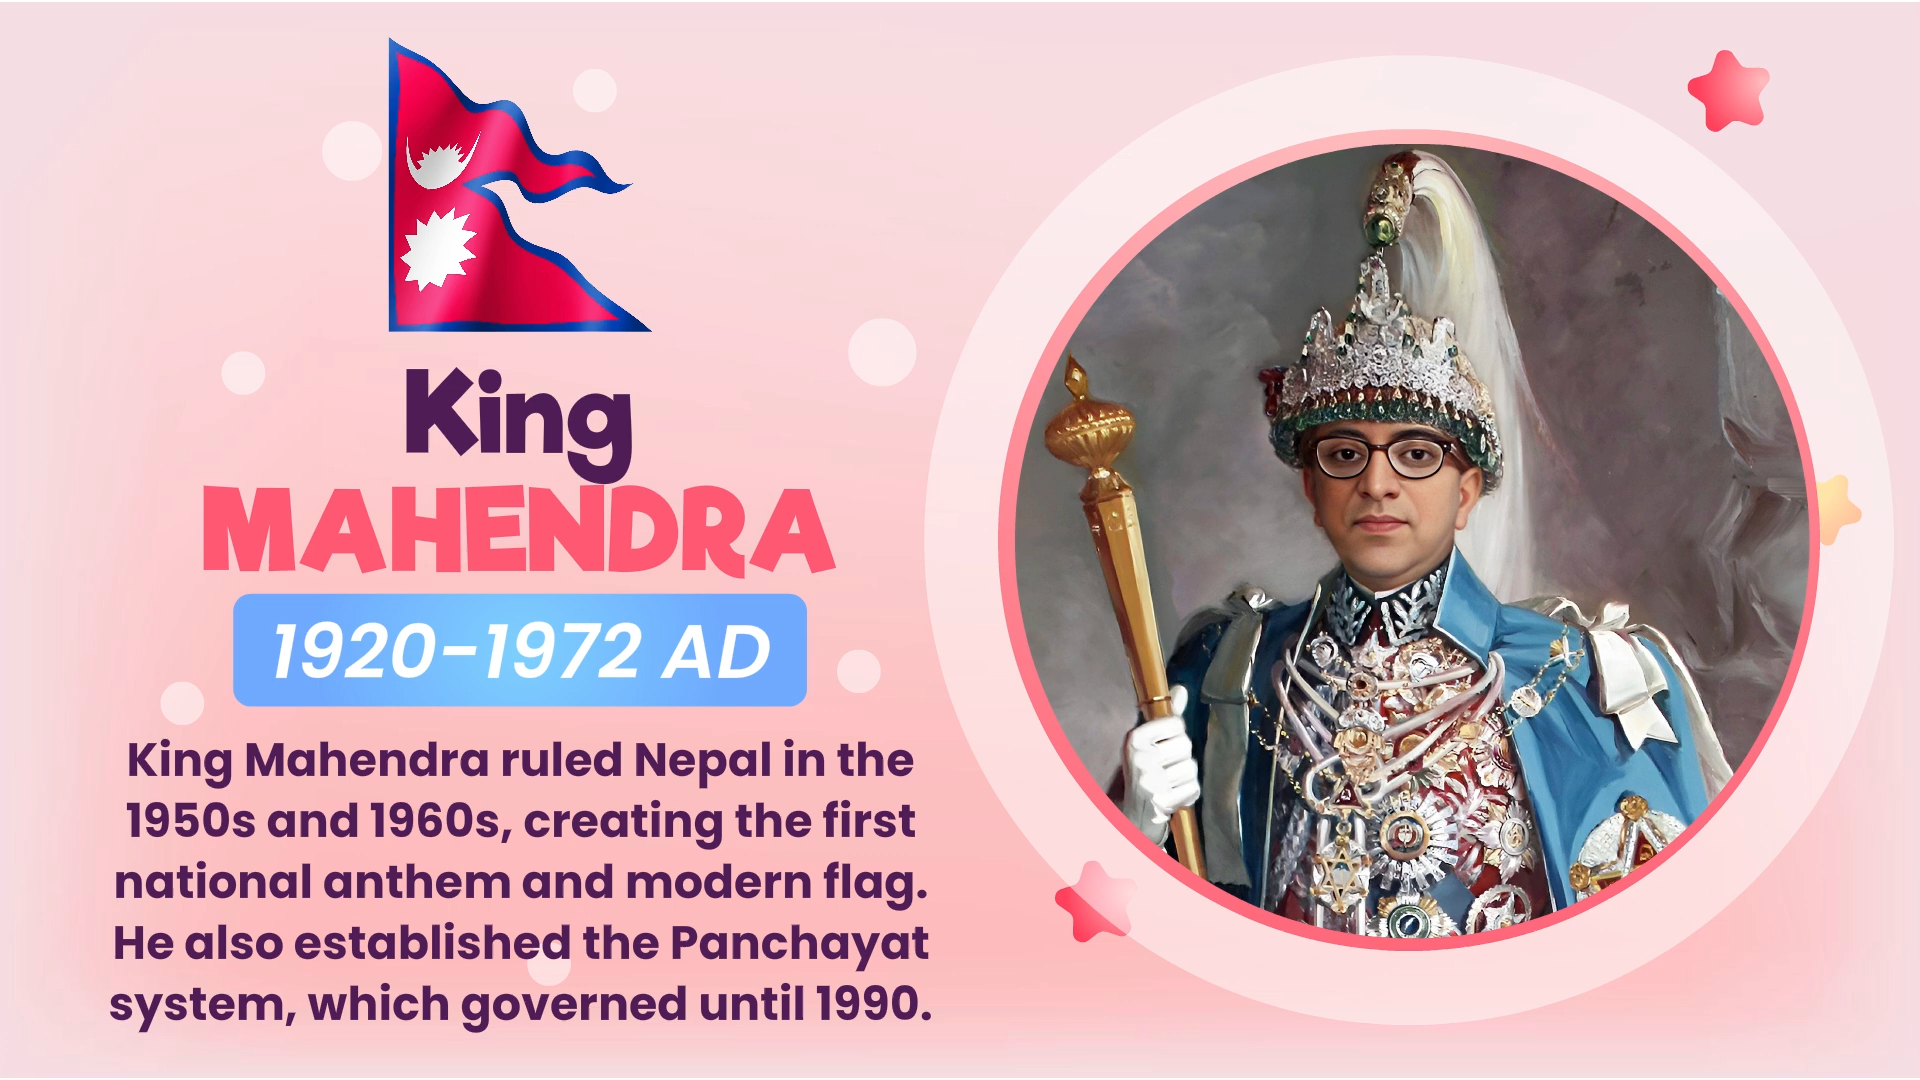 King
MAHENDRA
1920-1972 AD
King Mahendra ruled Nepal in the
1950s and 1960s, creating the first
national anthem and modern flag.
He also established the Panchayat
system, which governed until 1990.